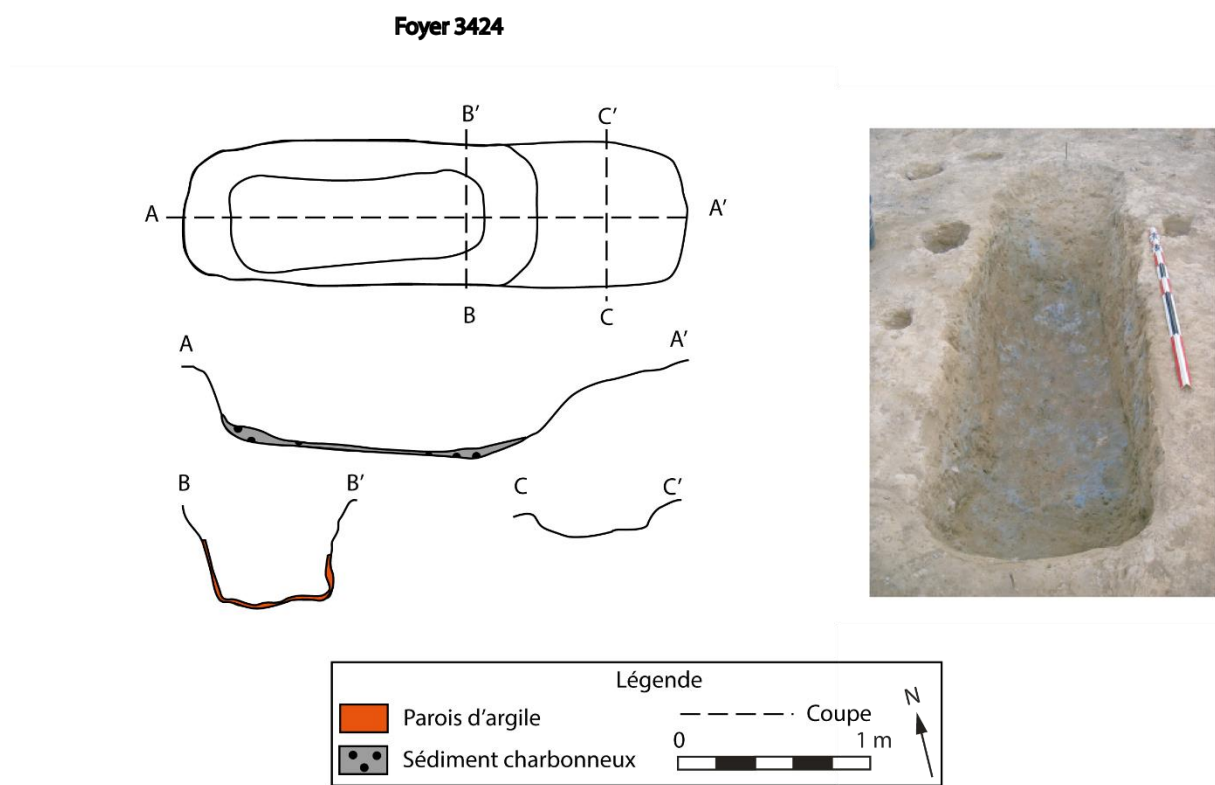 Foyer 3424
B' C'
A A'
B C
A A'
B B' C C'
Légende
Parois d'argile
Coupe
Sédiment charbonneux
0 1 m
N